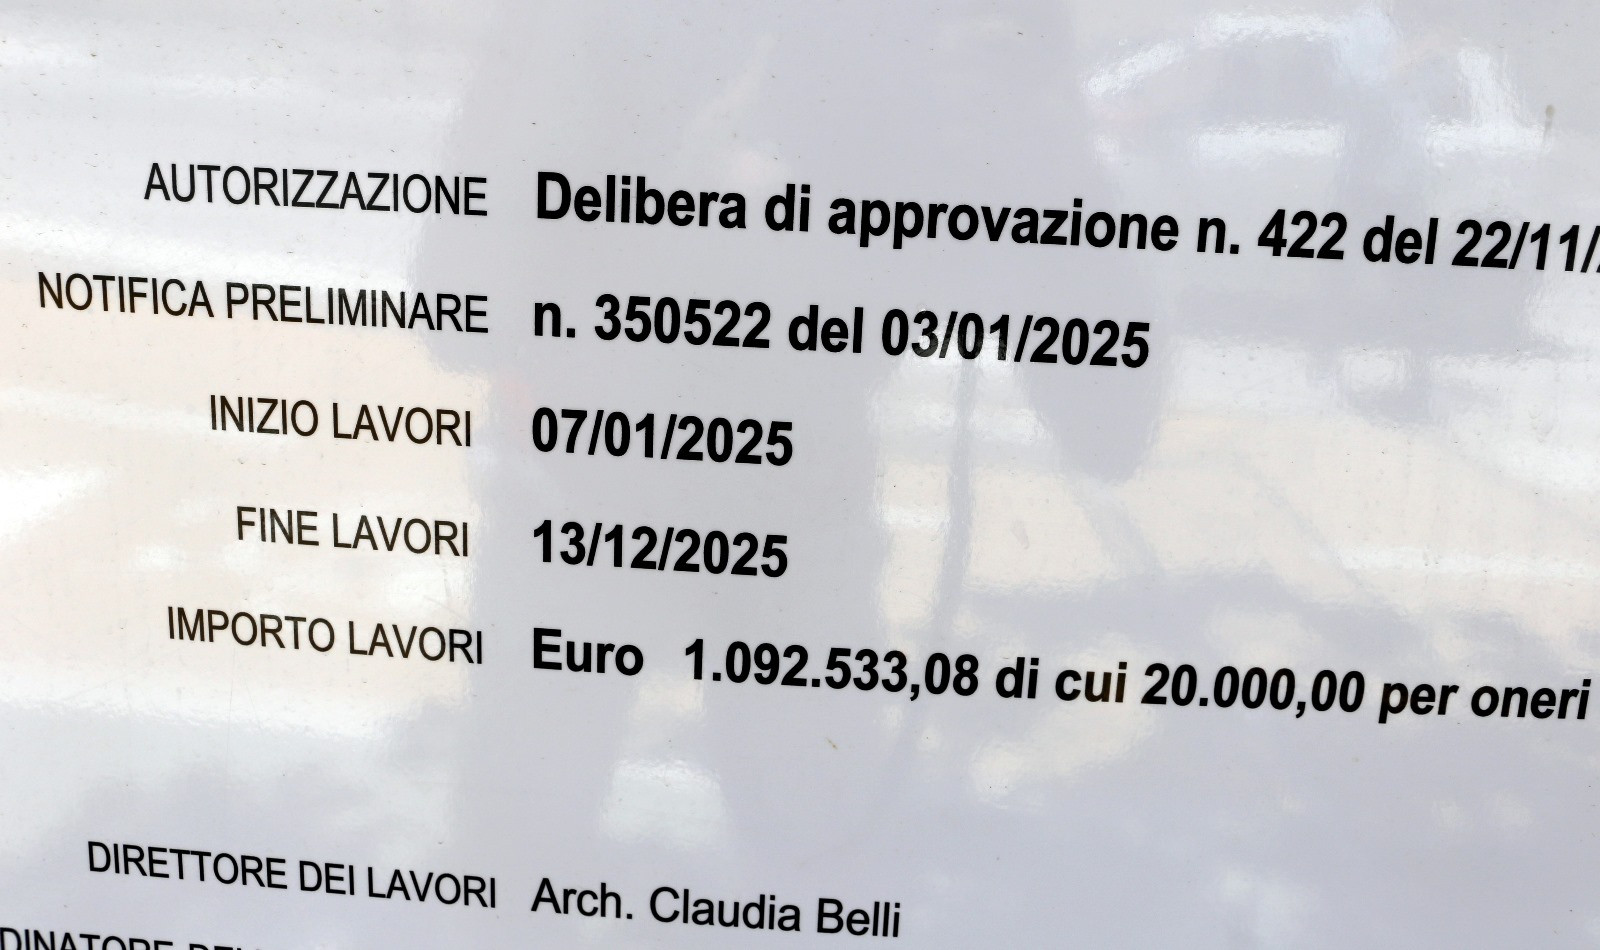 AUTORIZZAZIONE Delibera di approvazione n. 422 del 22/11/
NOTIFICA PRELIMINARE n. 350522 del 03/01/2025
INIZIO LAVORI 07/01/2025
FINE LAVORI 13/12/2025
IMPORTO LAVORI Euro 1.092.533,08 di cui 20.000,00 per oneri
DIRETTORE DEI LAVORI Arch. Claudia Belli